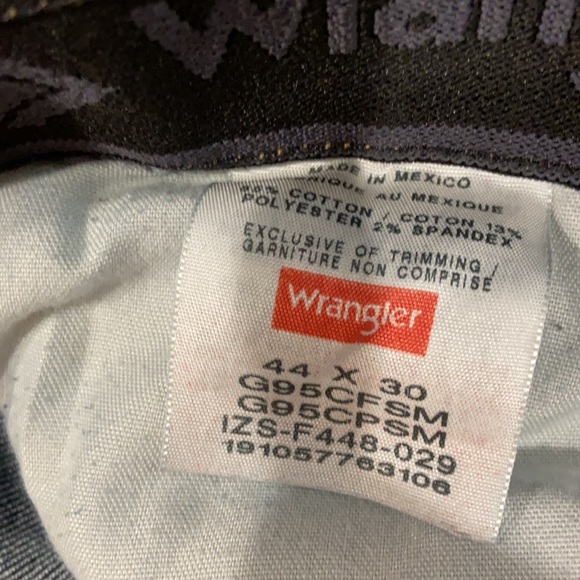 Wrang
MADE IN MEXICO
AU MEXIQUE
COTTON / COTON 13%
POLYESTER 2% SPANDEX
EXCLUSIVE OF TRIMMING /
GARNITURE NON COMPRISE
Wrangler
44 X 30
G95CFSM
G95CPSM
IZS-F448-029
191057763106